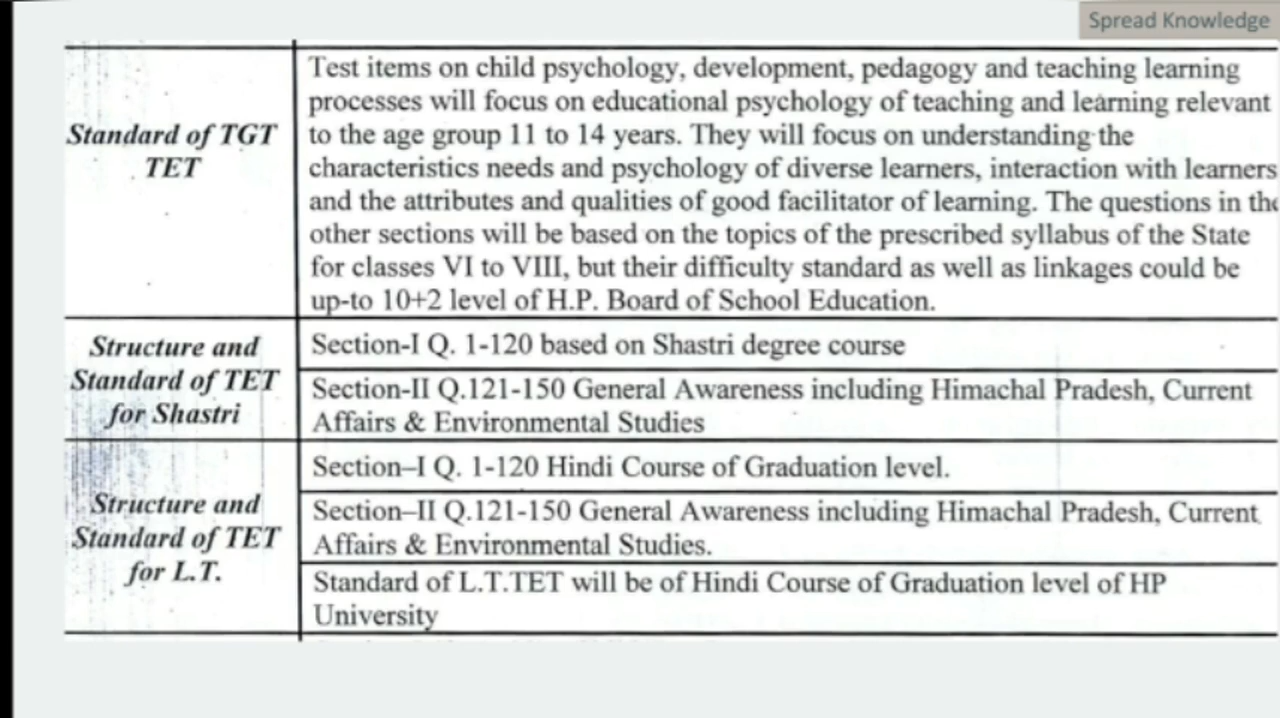 Spread Knowledge
Standard of TGT
TET
Test items on child psychology, development, pedagogy and teaching learning
processes will focus on educational psychology of teaching and learning relevant
to the age group 11 to 14 years. They will focus on understanding the
characteristics needs and psychology of diverse learners, interaction with learners
and the attributes and qualities of good facilitator of learning. The questions in the
other sections will be based on the topics of the prescribed syllabus of the State
for classes VI to VIII, but their difficulty standard as well as linkages could be
up-to 10+2 level of H.P. Board of School Education.
Structure and
Standard of TET
for Shastri
Section-I Q. 1-120 based on Shastri degree course
Section-II Q.121-150 General Awareness including Himachal Pradesh, Current
Affairs & Environmental Studies
Structure and
Standard of TET
for L.T.
Section–I Q. 1-120 Hindi Course of Graduation level.
Section–II Q.121-150 General Awareness including Himachal Pradesh, Current
Affairs & Environmental Studies.
Standard of L.T.TET will be of Hindi Course of Graduation level of HP
University